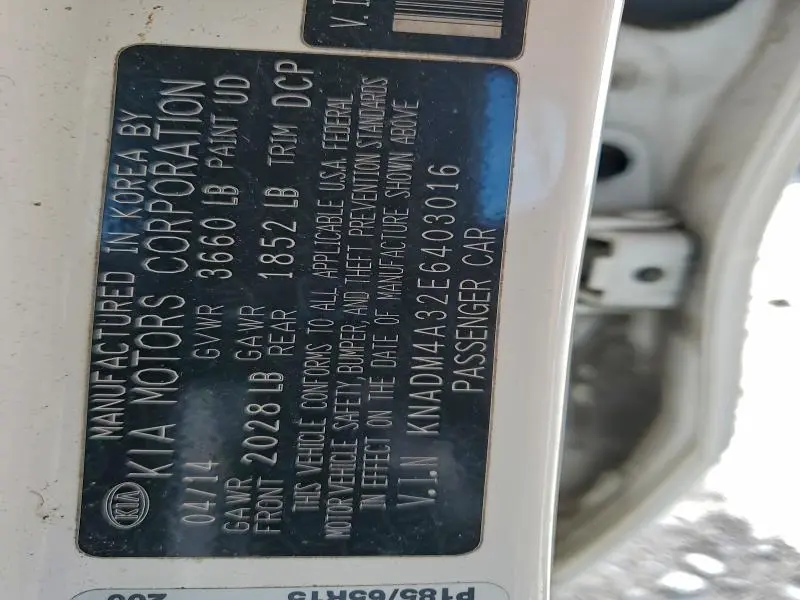 V.I.
MANUFACTURED IN KOREA BY
KIA KIA MOTORS CORPORATION
04/14 GVWR 3660 LB PAINT UD
GAWR GAWR
FRONT 2028 LB REAR 1852 LB TRIM DCP
THIS VEHICLE CONFORMS TO ALL APPLICABLE U.S.A. FEDERAL
MOTOR VEHICLE SAFETY, BUMPER, AND THEFT PREVENTION STANDARDS
IN EFFECT ON THE DATE OF MANUFACTURE SHOWN ABOVE
V.I.N KNADM4A32E6403016
PASSENGER CAR
P185/65R15